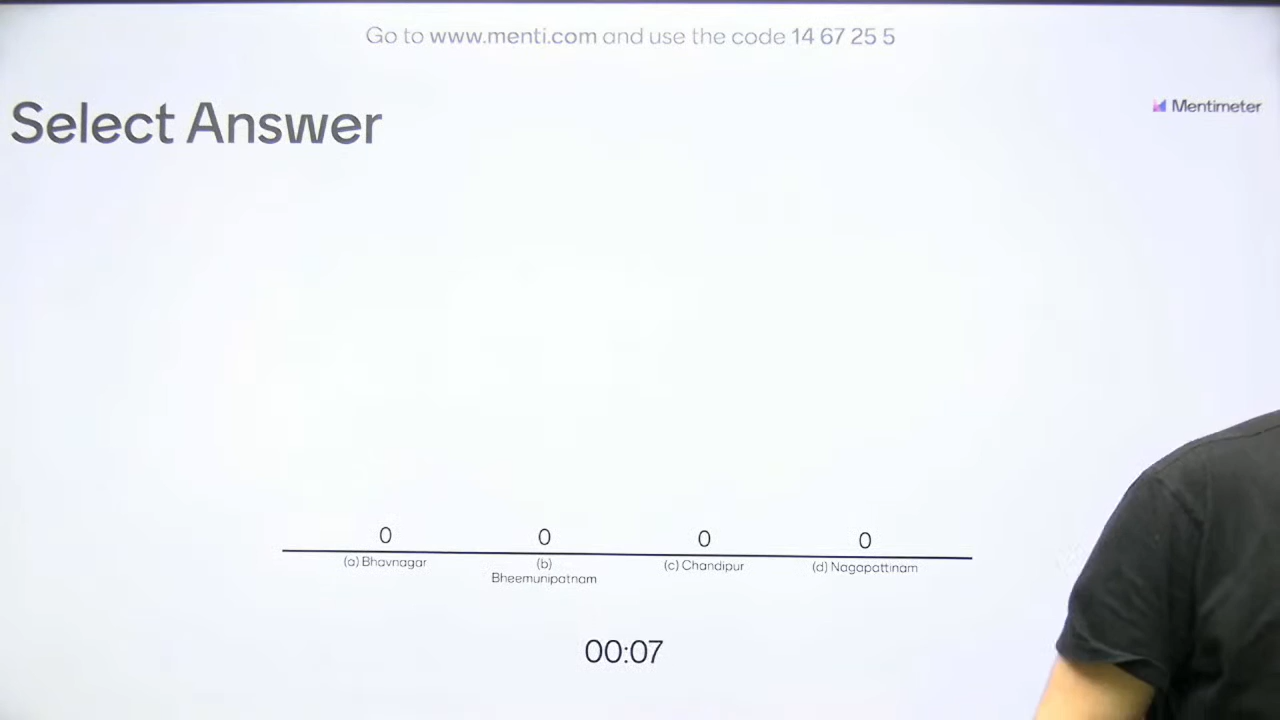 Go to www.menti.com and use the code 14 67 25 5
Mentimeter
Select Answer
0 0 0 0
(a) Bhavnagar (b) Bheemunipatnam (c) Chandipur (d) Nagapattinam
00:07